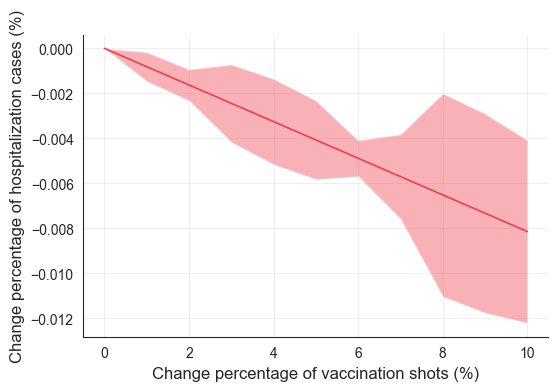 Change percentage of hospitalization cases (%)
0.000
−0.002
−0.004
−0.006
−0.008
−0.010
−0.012
0 2 4 6 8 10
Change percentage of vaccination shots (%)